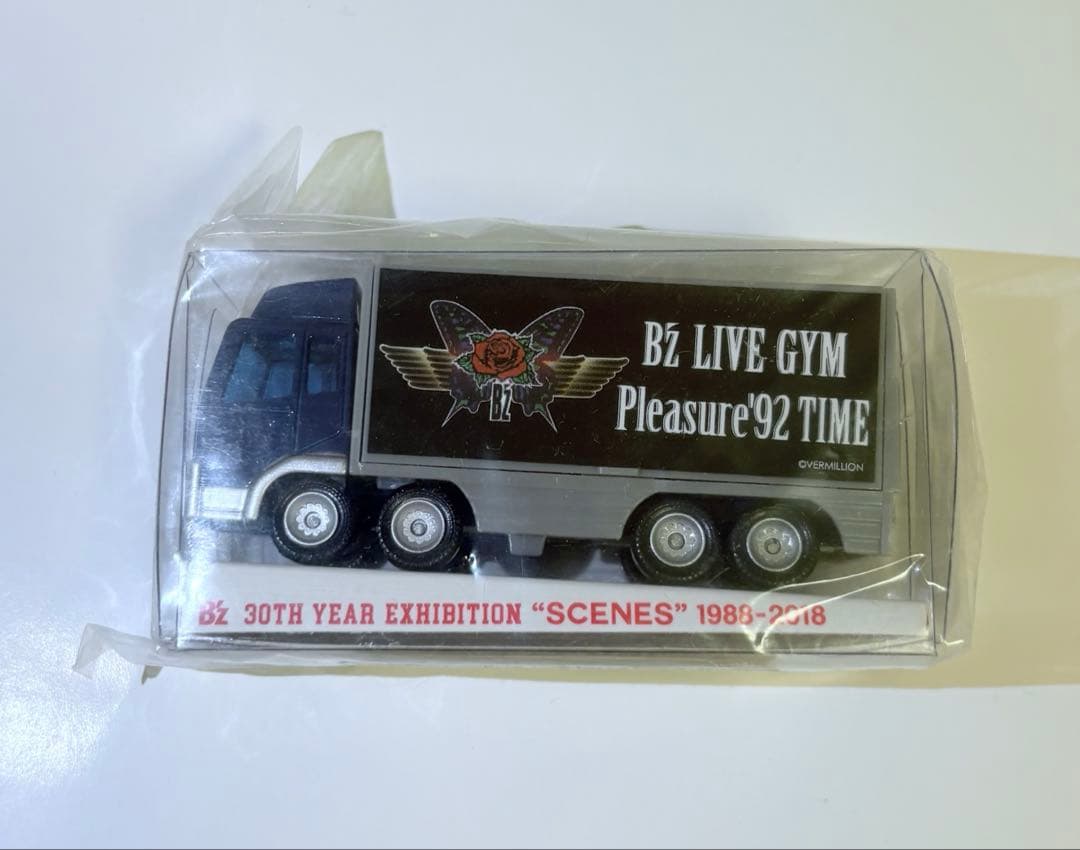 B'z LIVE GYM
Pleasure'92 TIME
B'z
©VERMILLION
B'z 30TH YEAR EXHIBITION “SCENES” 1988-2018